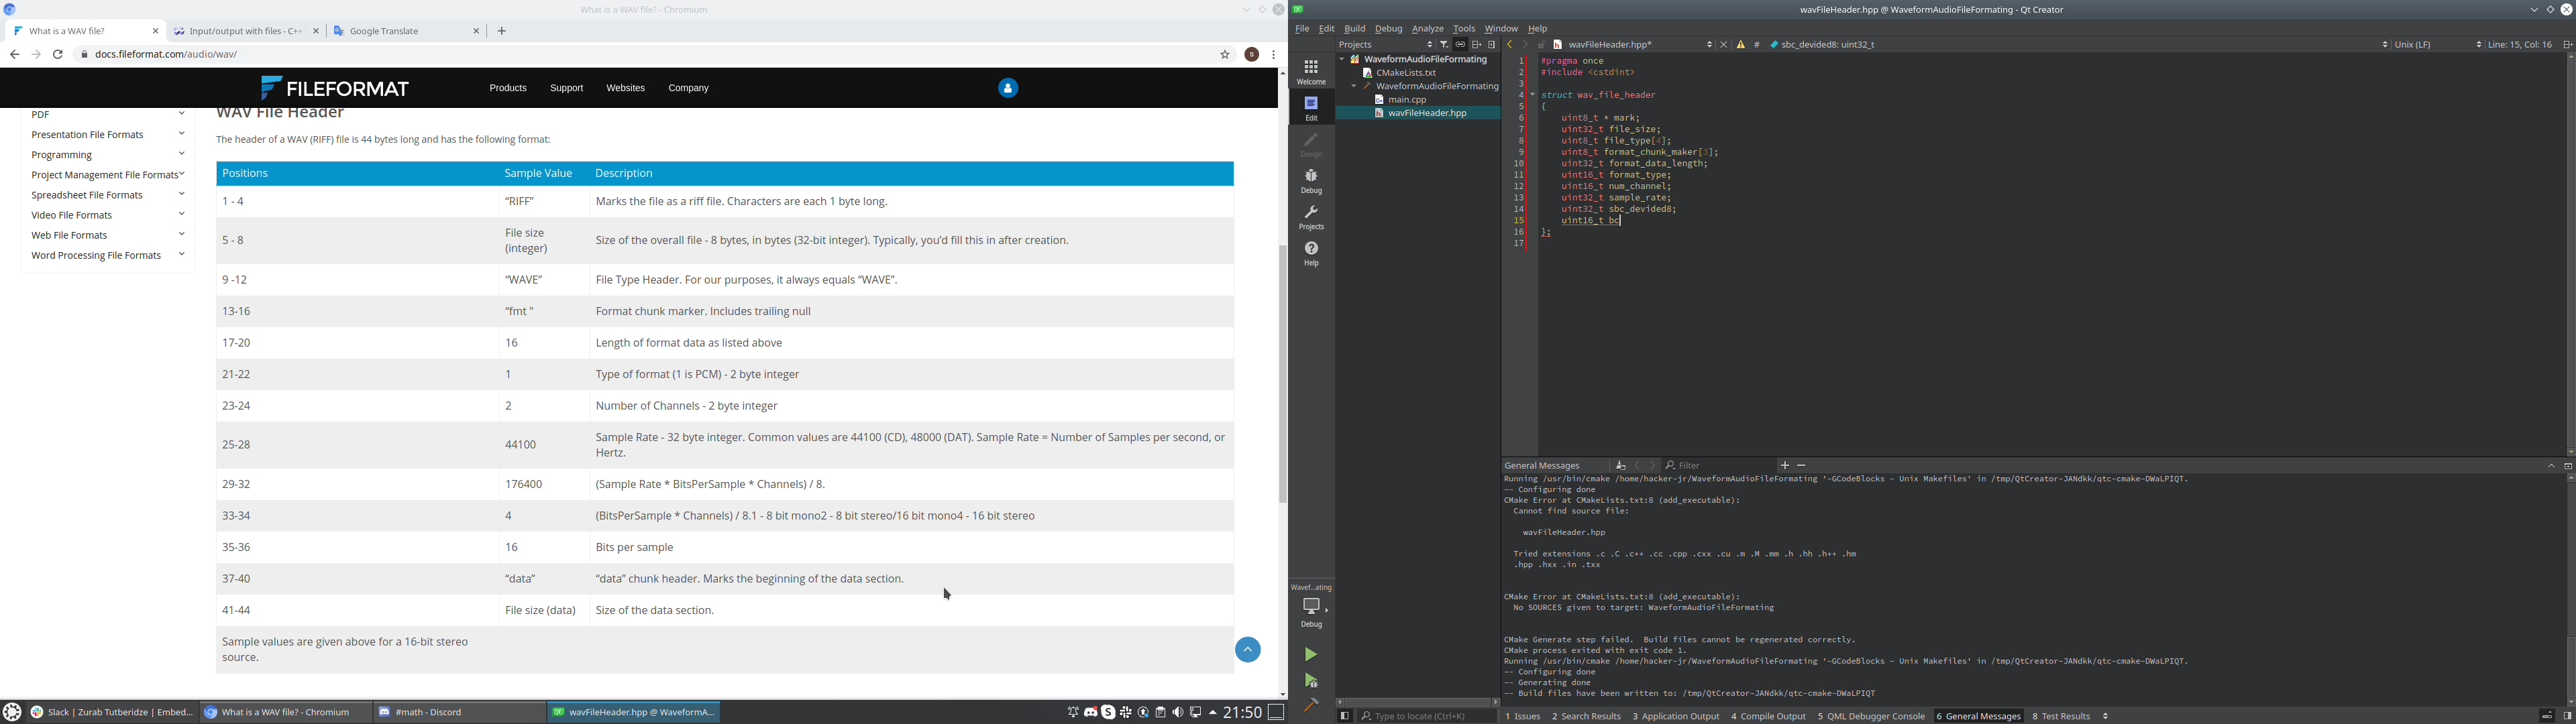 What is a WAV file? - Chromium
What is a WAV file?
Input/output with files - C++
Google Translate
docs.fileformat.com/audio/wav/
S
FILEFORMAT
Products Support Websites Company
PDF
Presentation File Formats
Programming
Project Management File Formats
Spreadsheet File Formats
Video File Formats
Web File Formats
Word Processing File Formats
WAV File Header
The header of a WAV (RIFF) file is 44 bytes long and has the following format:
Positions Sample Value Description
1 - 4 “RIFF” Marks the file as a riff file. Characters are each 1 byte long.
5 - 8 File size (integer) Size of the overall file - 8 bytes, in bytes (32-bit integer). Typically, you’d fill this in after creation.
9 -12 “WAVE” File Type Header. For our purposes, it always equals “WAVE”.
13-16 “fmt " Format chunk marker. Includes trailing null
17-20 16 Length of format data as listed above
21-22 1 Type of format (1 is PCM) - 2 byte integer
23-24 2 Number of Channels - 2 byte integer
25-28 44100 Sample Rate - 32 byte integer. Common values are 44100 (CD), 48000 (DAT). Sample Rate = Number of Samples per second, or
Hertz.
29-32 176400 (Sample Rate * BitsPerSample * Channels) / 8.
33-34 4 (BitsPerSample * Channels) / 8.1 - 8 bit mono2 - 8 bit stereo/16 bit mono4 - 16 bit stereo
35-36 16 Bits per sample
37-40 “data” “data” chunk header. Marks the beginning of the data section.
41-44 File size (data) Size of the data section.
Sample values are given above for a 16-bit stereo
source.
Slack | Zurab Tutberidze | Embed...
What is a WAV file? - Chromium
#math - Discord
wavFileHeader.hpp @ WaveformA...
21:50
wavFileHeader.hpp @ WaveformAudioFileFormating - Qt Creator
File Edit Build Debug Analyze Tools Window Help
Projects
wavFileHeader.hpp*
#
sbc_devided8: uint32_t
Unix (LF)
Line: 15, Col: 16
Welcome
Edit
Design
Debug
Projects
Help
Wavef...ating
Debug
WaveformAudioFileFormating
CMakeLists.txt
WaveformAudioFileFormating
main.cpp
wavFileHeader.hpp
1 #pragma once
2 #include <cstdint>
3
4 struct wav_file_header
5 {
6 uint8_t * mark;
7 uint32_t file_size;
8 uint8_t file_type[4];
9 uint8_t format_chunk_maker[3];
10 uint32_t format_data_length;
11 uint16_t format_type;
12 uint16_t num_channel;
13 uint32_t sample_rate;
14 uint32_t sbc_devided8;
15 uint16_t bc
16 };
17
General Messages
Filter
Running /usr/bin/cmake /home/hacker-jr/WaveformAudioFileFormating '-GCodeBlocks - Unix Makefiles' in /tmp/QtCreator-JANdkk/qtc-cmake-DWaLPIQT.
-- Configuring done
CMake Error at CMakeLists.txt:8 (add_executable):
Cannot find source file:
wavFileHeader.hpp
Tried extensions .c .C .c++ .cc .cpp .cxx .cu .m .M .mm .h .hh .h++ .hm
.hpp .hxx .in .txx
CMake Error at CMakeLists.txt:8 (add_executable):
No SOURCES given to target: WaveformAudioFileFormating
CMake Generate step failed. Build files cannot be regenerated correctly.
CMake process exited with exit code 1.
Running /usr/bin/cmake /home/hacker-jr/WaveformAudioFileFormating '-GCodeBlocks - Unix Makefiles' in /tmp/QtCreator-JANdkk/qtc-cmake-DWaLPIQT.
-- Configuring done
-- Generating done
-- Build files have been written to: /tmp/QtCreator-JANdkk/qtc-cmake-DWaLPIQT
Type to locate (Ctrl+K)
1 Issues 2 Search Results 3 Application Output 4 Compile Output 5 QML Debugger Console 6 General Messages 8 Test Results